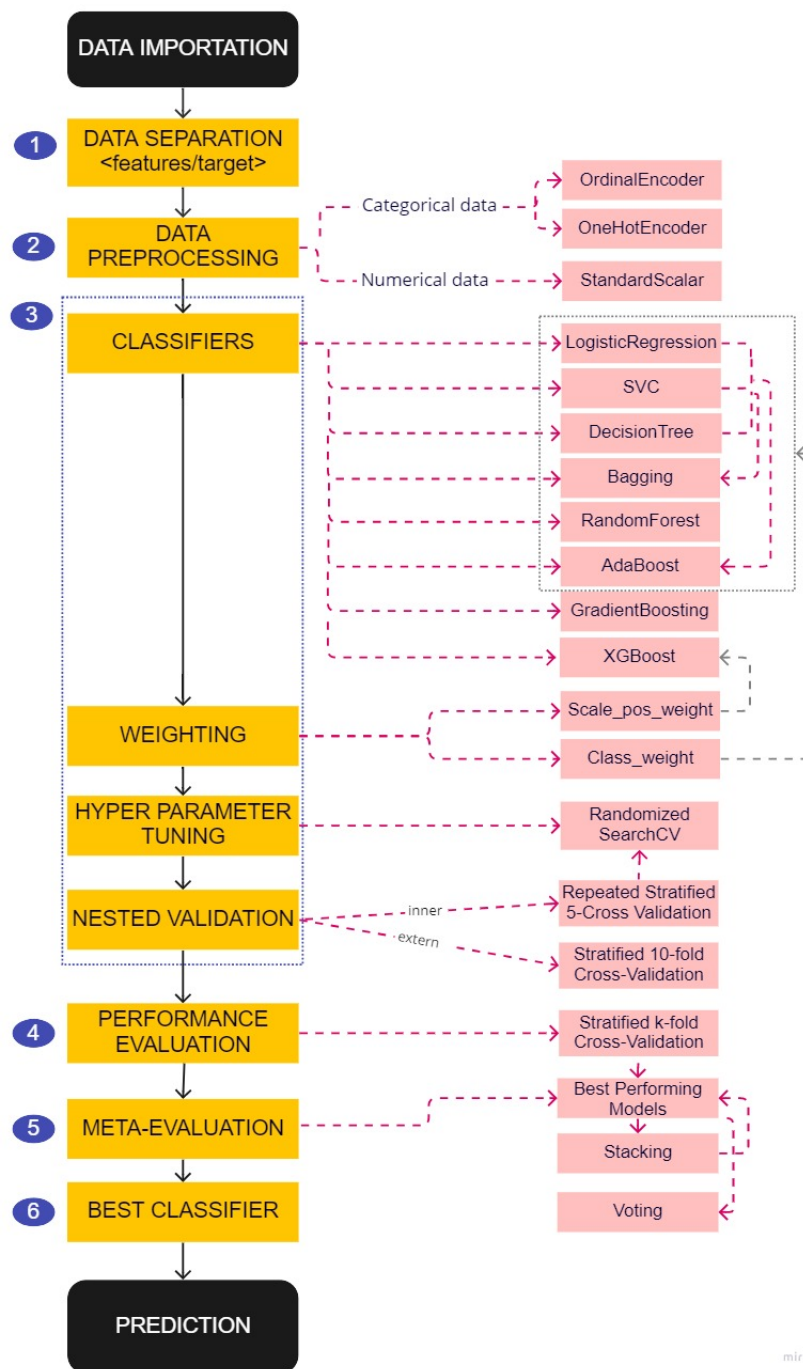 DATA IMPORTATION
1
DATA SEPARATION
<features/target>
2
DATA
PREPROCESSING
Categorical data
OrdinalEncoder
OneHotEncoder
Numerical data
StandardScalar
3
CLASSIFIERS
LogisticRegression
SVC
DecisionTree
Bagging
RandomForest
AdaBoost
GradientBoosting
XGBoost
WEIGHTING
Scale_pos_weight
Class_weight
HYPER PARAMETER
TUNING
Randomized
SearchCV
NESTED VALIDATION
inner
Repeated Stratified
5-Cross Validation
extern
Stratified 10-fold
Cross-Validation
4
PERFORMANCE
EVALUATION
Stratified k-fold
Cross-Validation
5
META-EVALUATION
Best Performing
Models
Stacking
6
BEST CLASSIFIER
Voting
PREDICTION